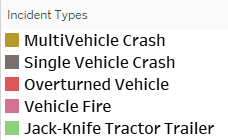 Incident Types
MultiVehicle Crash
Single Vehicle Crash
Overturned Vehicle
Vehicle Fire
Jack-Knife Tractor Trailer